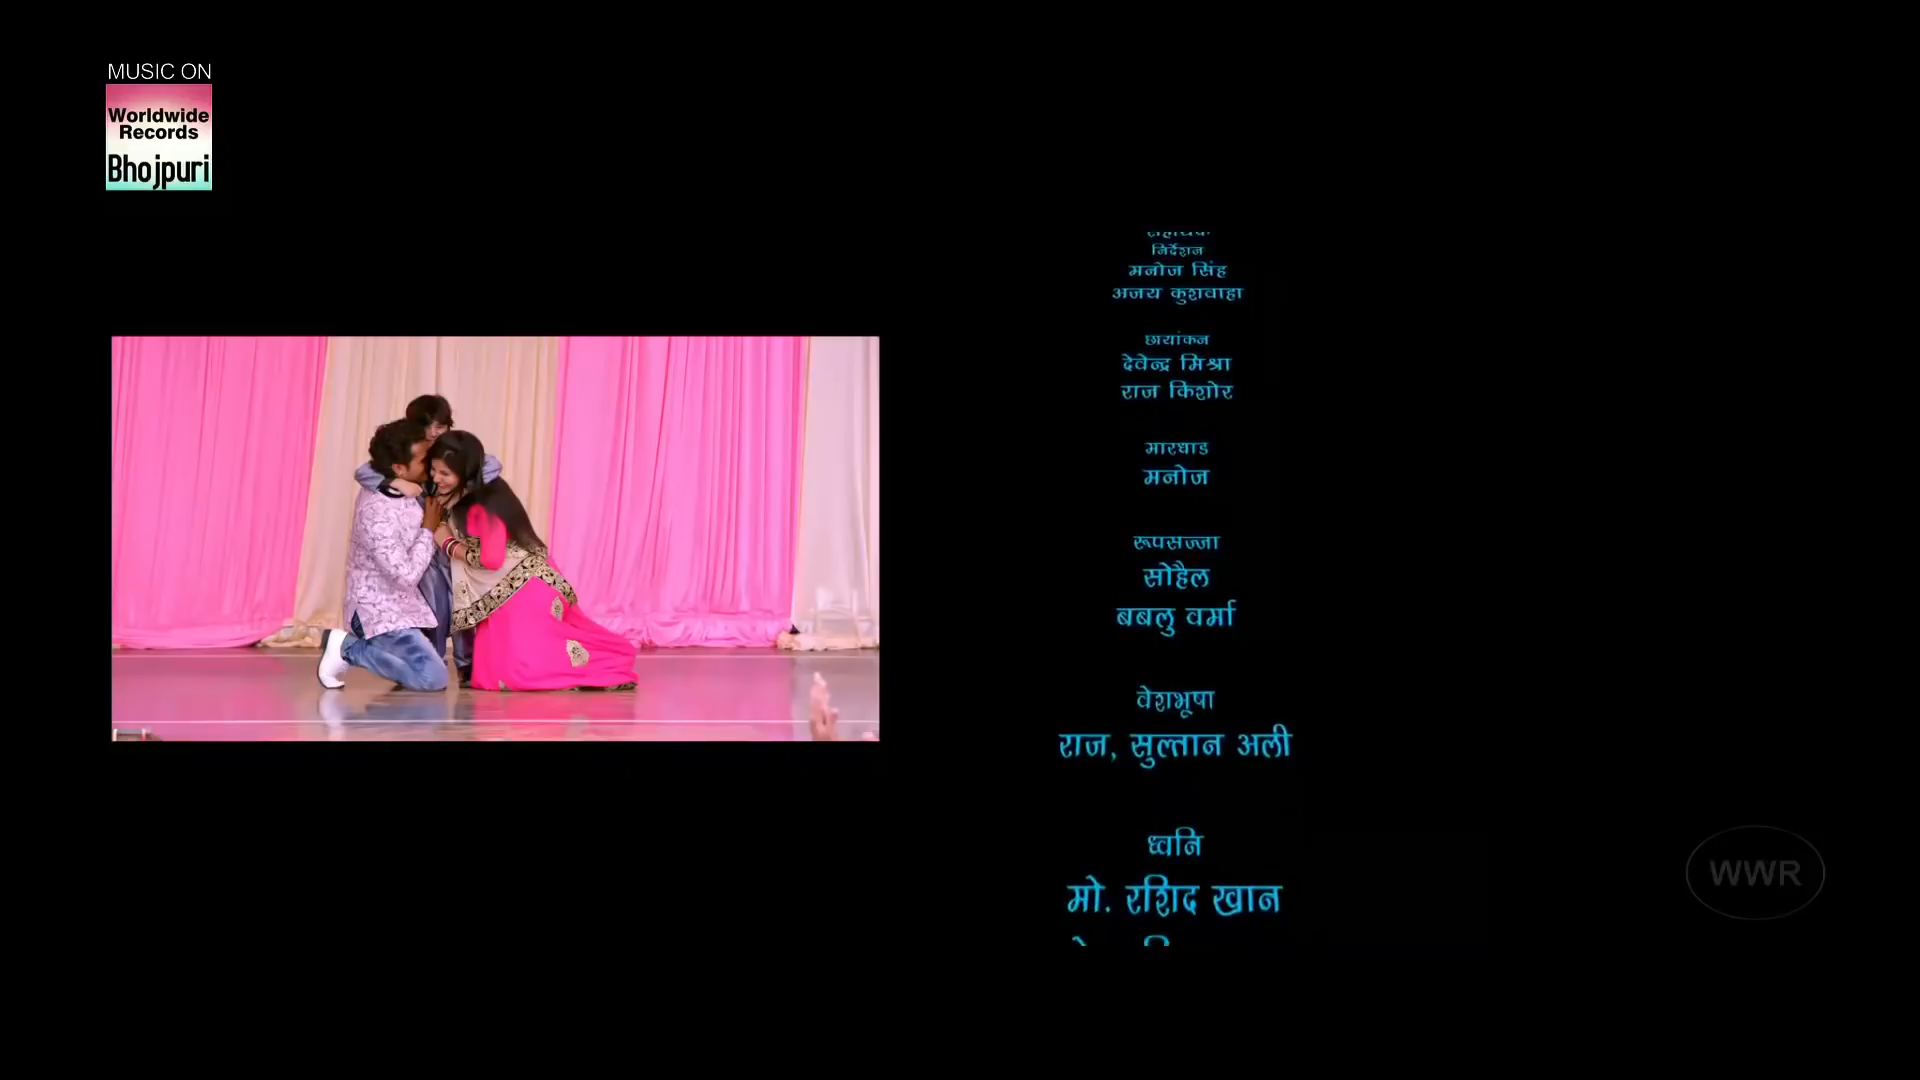 MUSIC ON
Worldwide
Records
Bhojpuri
निर्देशन
मनोज सिंह
अजय कुशवाहा
छायांकन
देवेन्द्र मिश्रा
राज किशोर
मारधाड
मनोज
रूपसज्जा
सोहैल
बबलु वर्मा
वेशभूषा
राज, सुल्तान अली
ध्वनि
मो. रशिद खान
WWR